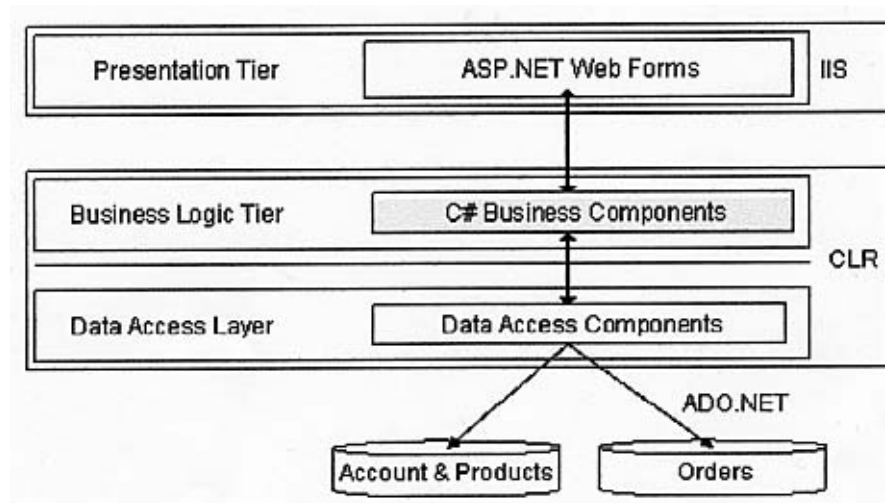 Presentation Tier
ASP.NET Web Forms
IIS
Business Logic Tier
C# Business Components
CLR
Data Access Layer
Data Access Components
ADO.NET
Account & Products
Orders